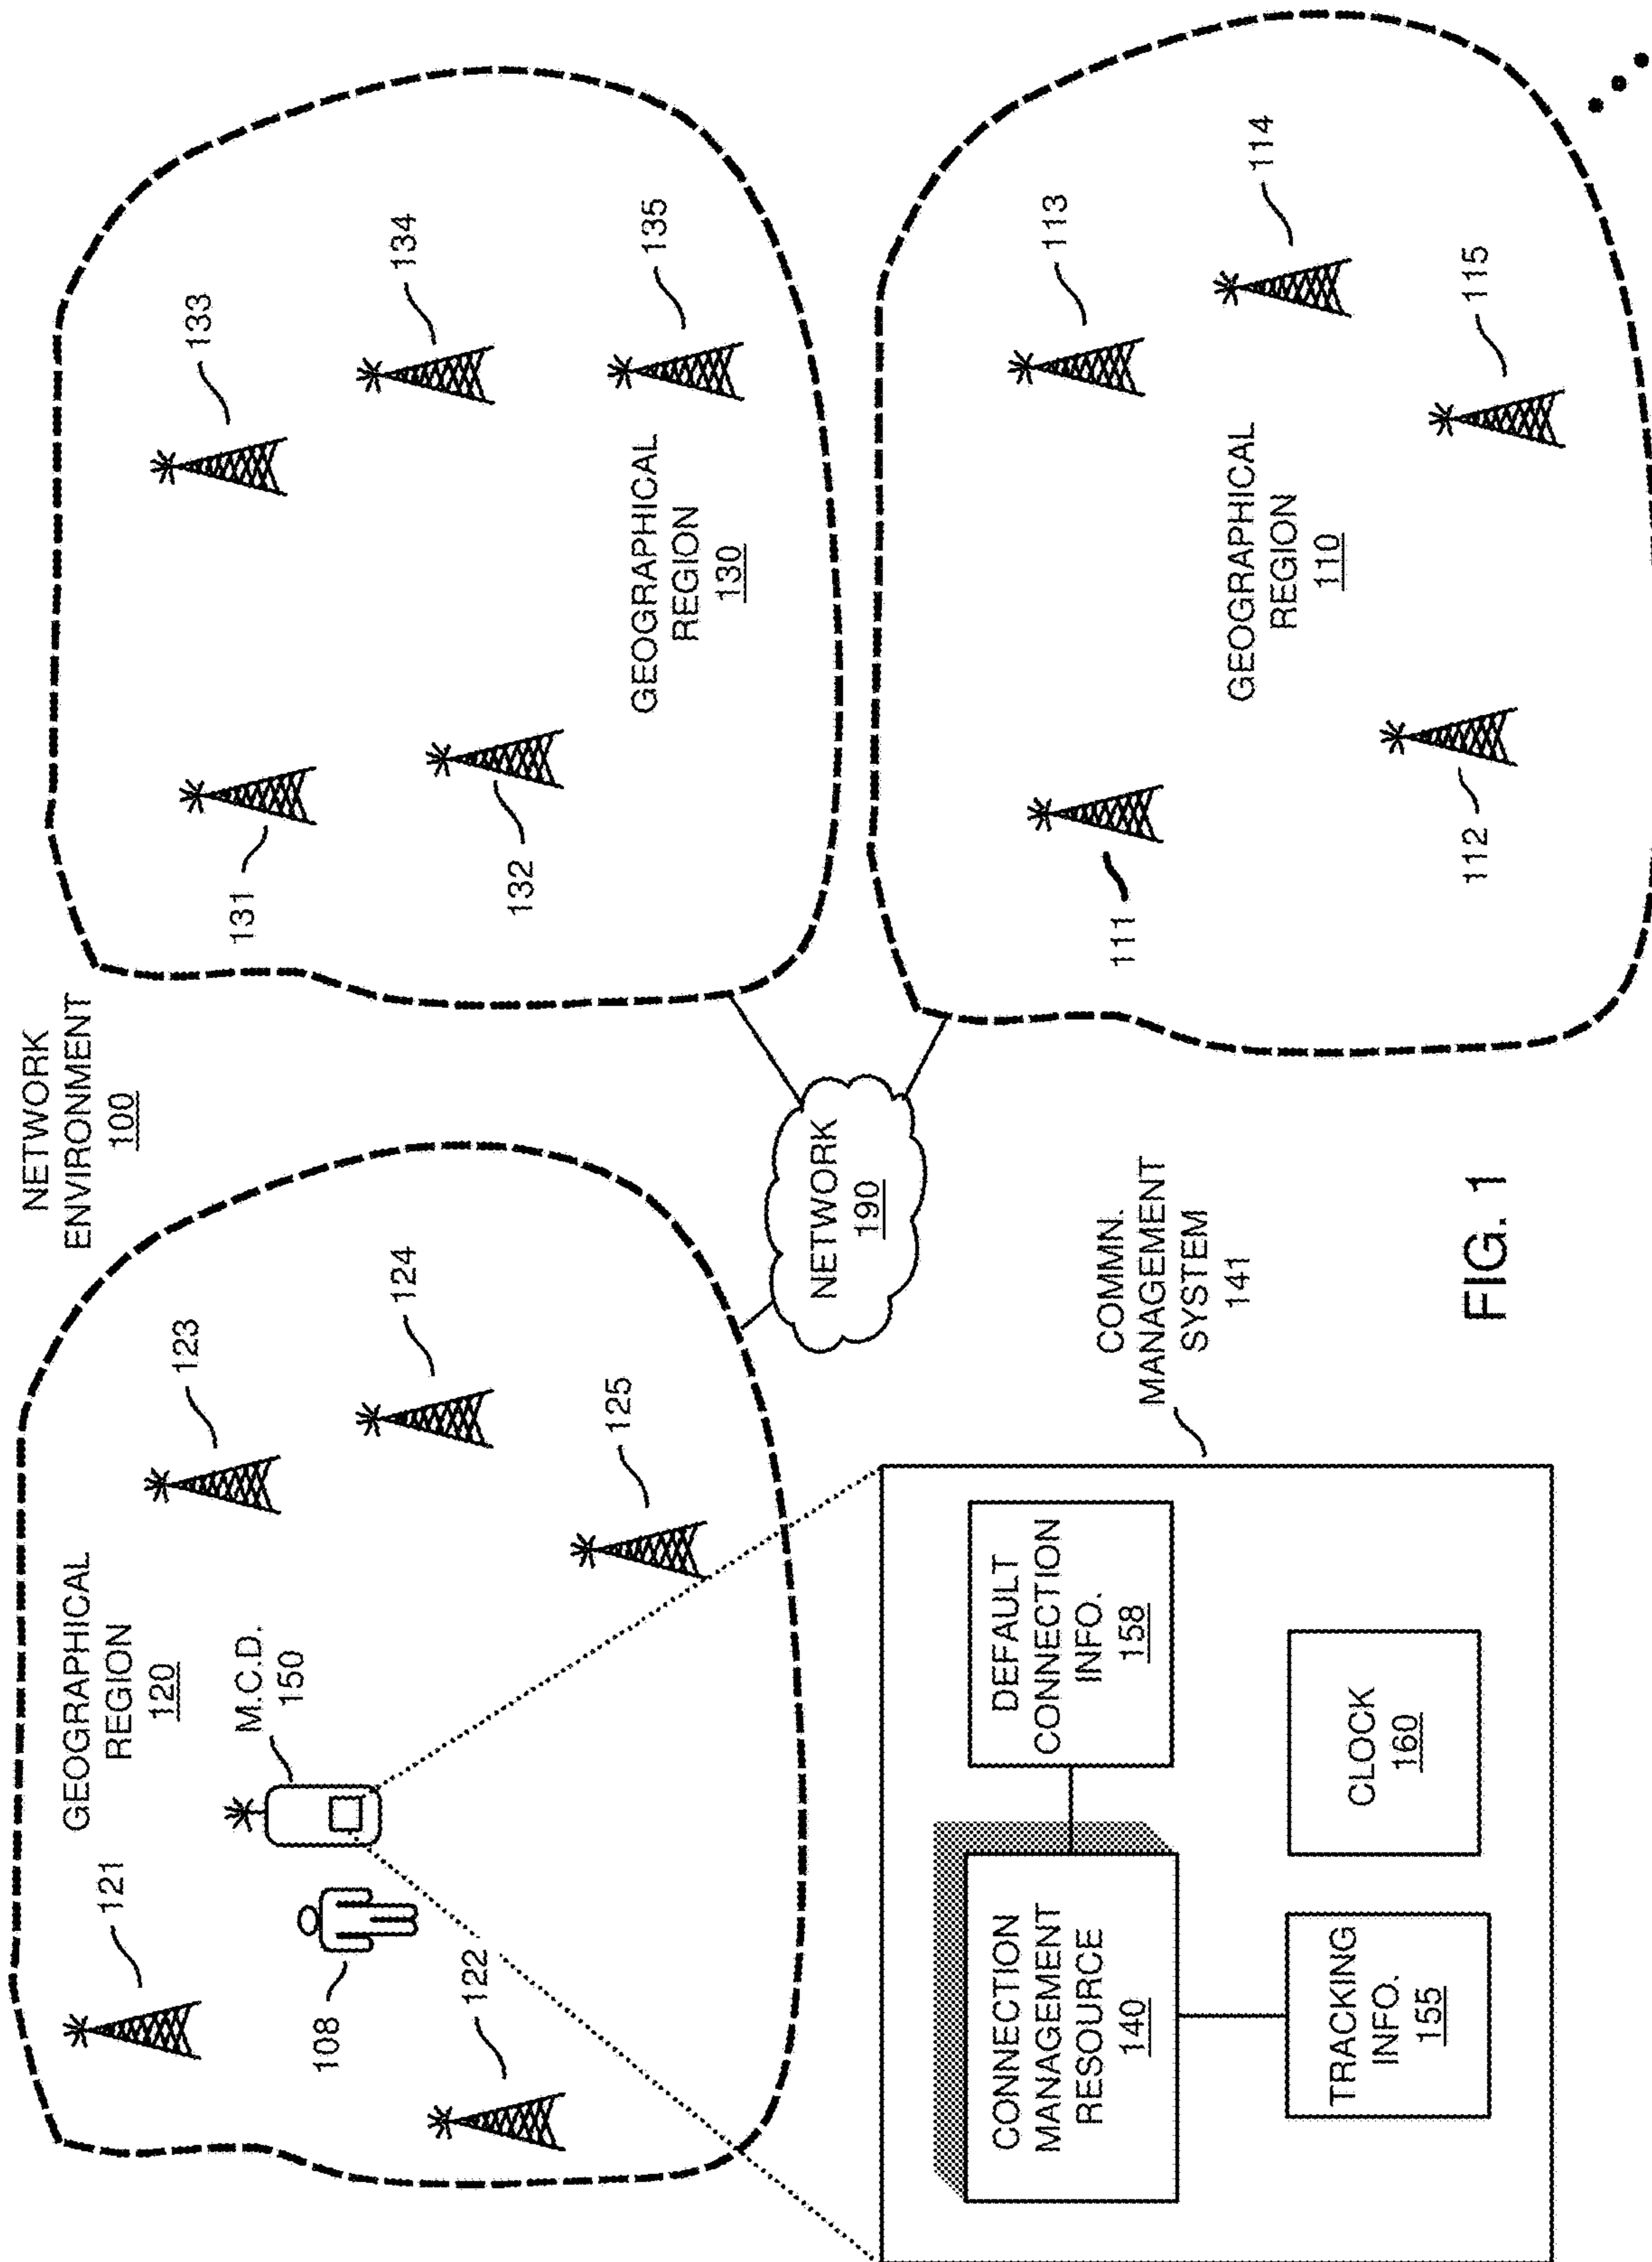 NETWORK
ENVIRONMENT
100
GEOGRAPHICAL
REGION
120
121
122
123
124
125
108
M.C.D.
150
131
132
133
134
135
GEOGRAPHICAL
REGION
130
NETWORK
190
111
112
113
114
115
GEOGRAPHICAL
REGION
110
COMMN.
MANAGEMENT
SYSTEM
141
CONNECTION
MANAGEMENT
RESOURCE
140
DEFAULT
CONNECTION
INFO.
158
TRACKING
INFO.
155
CLOCK
160
FIG. 1